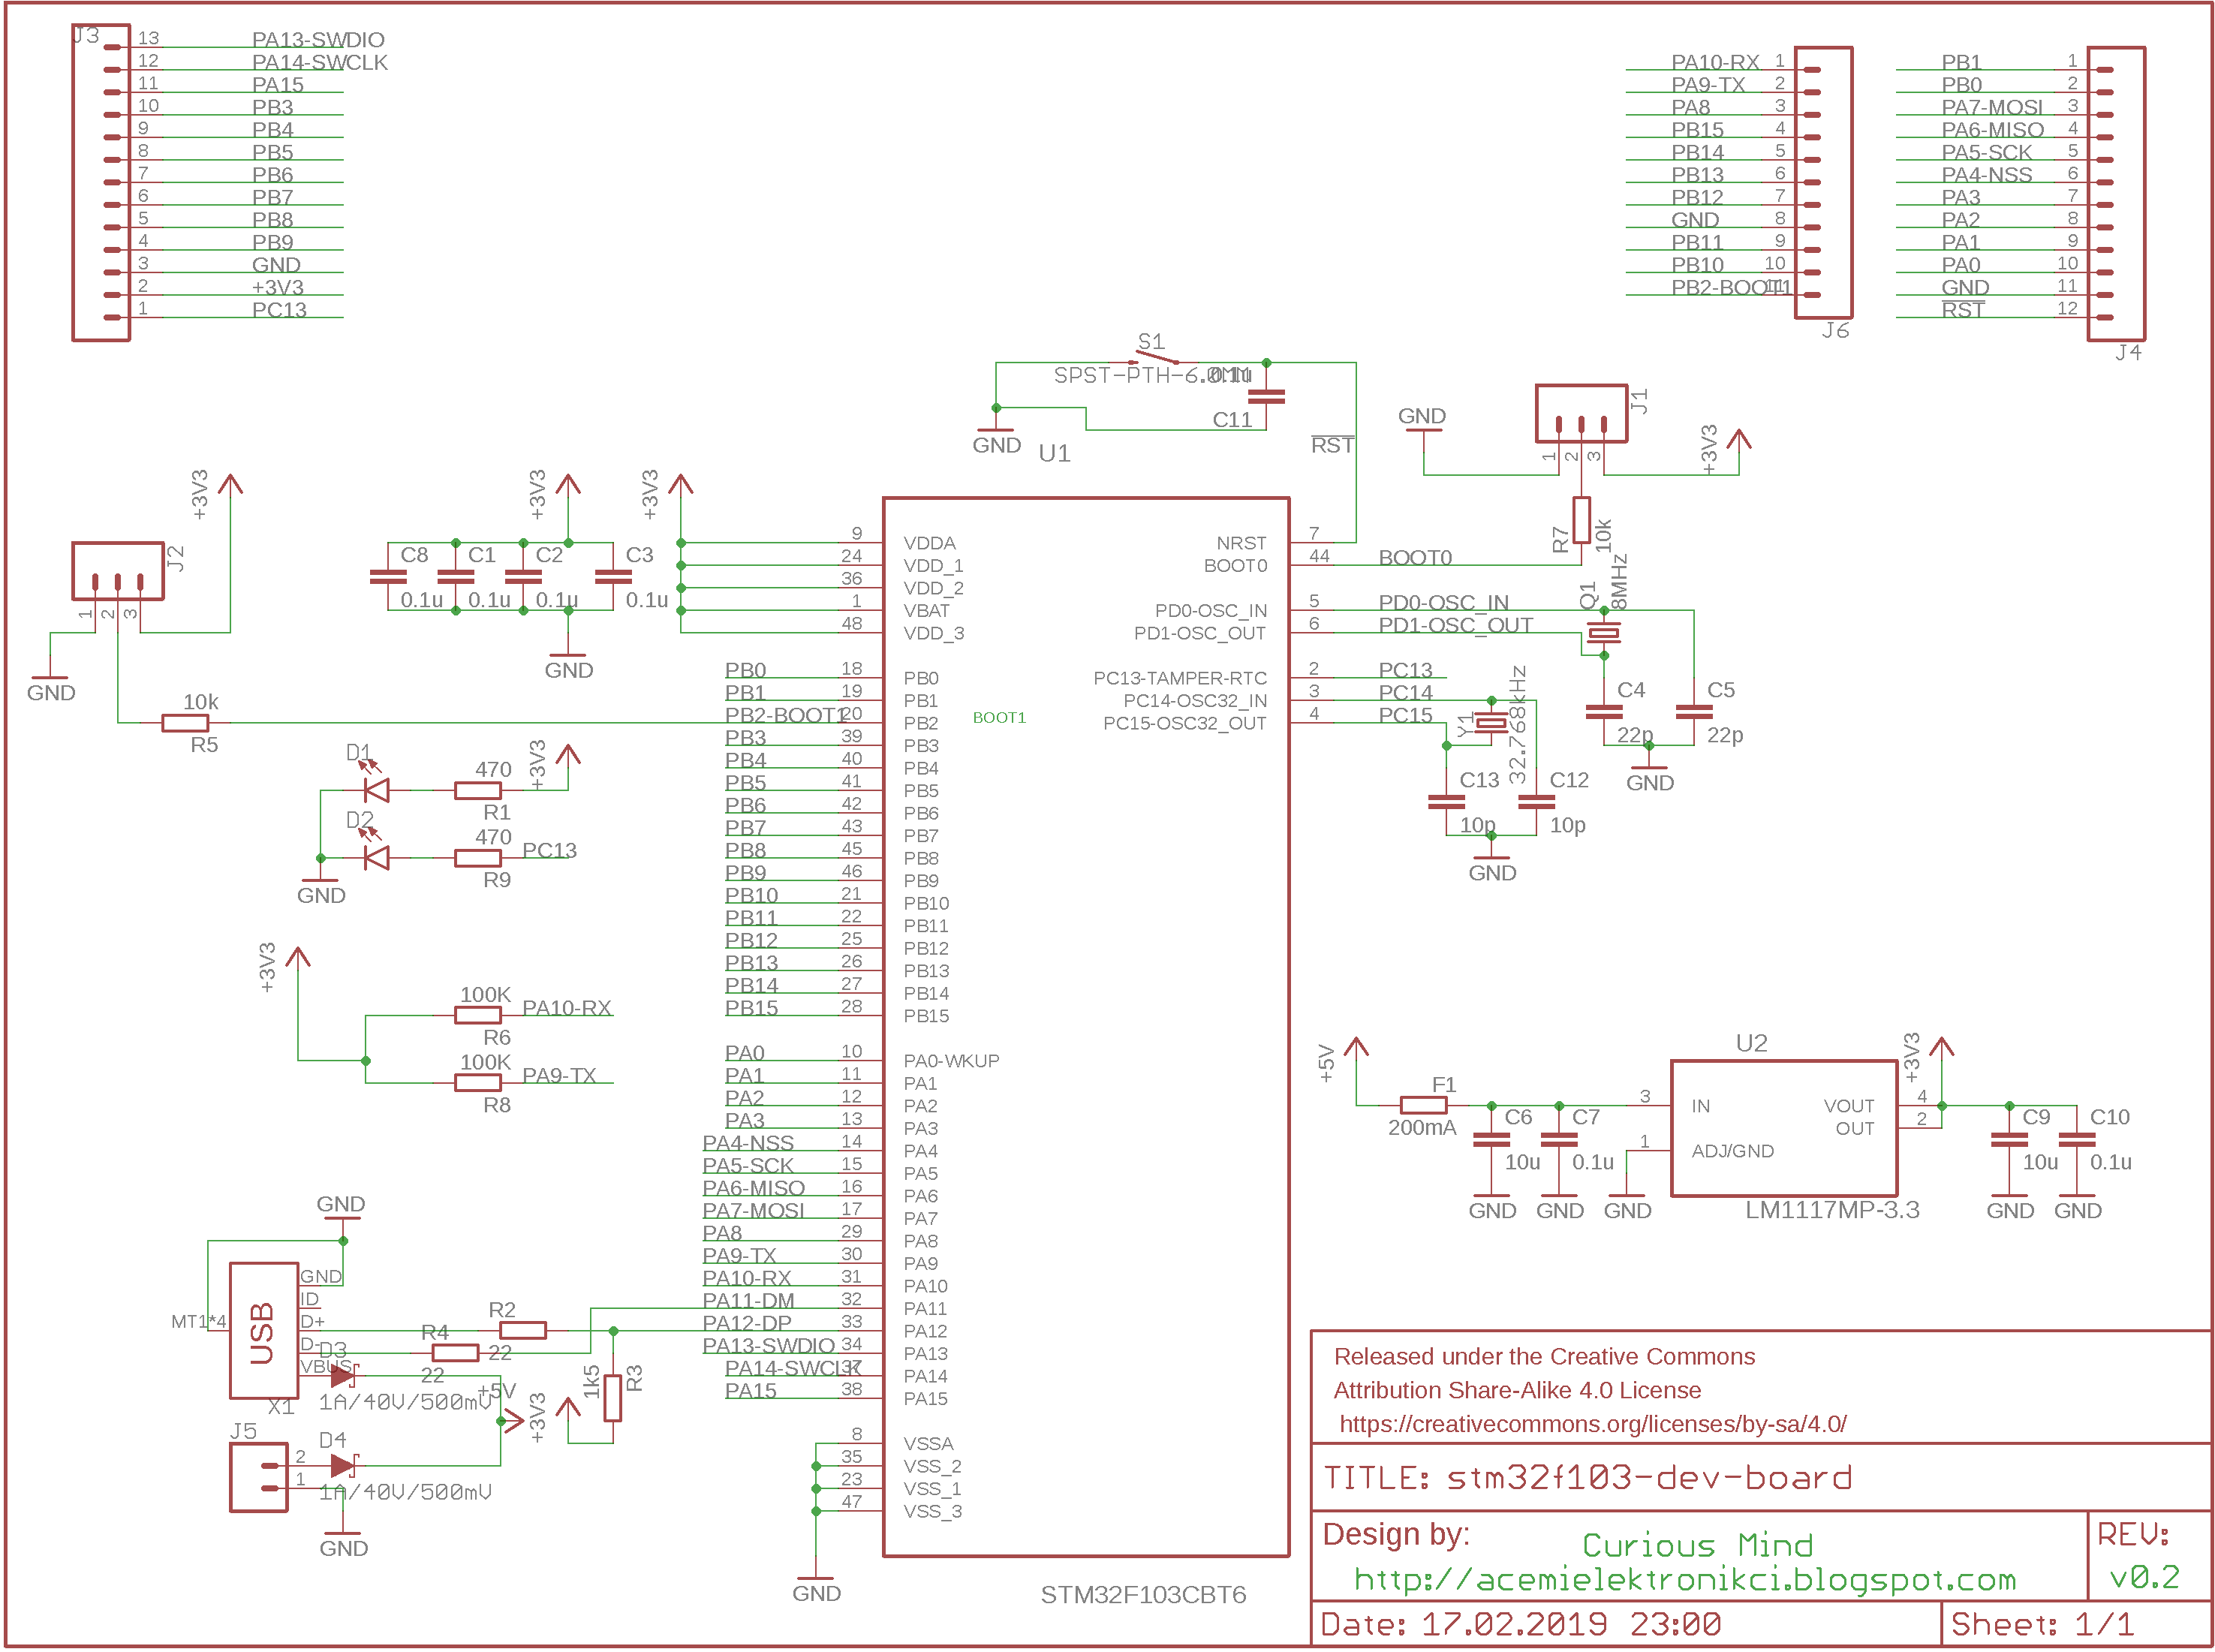 J3
13 PA13-SWDIO
12 PA14-SWCLK
11 PA15
10 PB3
9 PB4
8 PB5
7 PB6
6 PB7
5 PB8
4 PB9
3 GND
2 +3V3
1 PC13
PA10-RX 1
PA9-TX 2
PA8 3
PB15 4
PB14 5
PB13 6
PB12 7
GND 8
PB11 9
PB10 10
PB2-BOOT1 11
J6
PB1 1
PB0 2
PA7-MOSI 3
PA6-MISO 4
PA5-SCK 5
PA4-NSS 6
PA3 7
PA2 8
PA1 9
PA0 10
GND 11
RST 12
J4
S1
SPST-PTH-6.0MM
0.1u
C11
GND
RST
U1
GND
J1
1 2 3
+3V3
R7
10k
+3V3
J2
1 2 3
GND
10k
R5
+3V3
C8 C1 C2 C3
0.1u 0.1u 0.1u 0.1u
GND
+3V3
9 VDDA
24 VDD_1
36 VDD_2
1 VBAT
48 VDD_3
PB0 18 PB0
PB1 19 PB1
PB2-BOOT1 20 PB2 BOOT1
PB3 39 PB3
PB4 40 PB4
PB5 41 PB5
PB6 42 PB6
PB7 43 PB7
PB8 45 PB8
PB9 46 PB9
PB10 21 PB10
PB11 22 PB11
PB12 25 PB12
PB13 26 PB13
PB14 27 PB14
PB15 28 PB15
PA0 10 PA0-WKUP
PA1 11 PA1
PA2 12 PA2
PA3 13 PA3
PA4-NSS 14 PA4
PA5-SCK 15 PA5
PA6-MISO 16 PA6
PA7-MOSI 17 PA7
PA8 29 PA8
PA9-TX 30 PA9
PA10-RX 31 PA10
PA11-DM 32 PA11
PA12-DP 33 PA12
PA13-SWDIO 34 PA13
PA14-SWCLK 37 PA14
PA15 38 PA15
8 VSSA
35 VSS_2
23 VSS_1
47 VSS_3
GND
STM32F103CBT6
NRST 7
BOOT0 44 BOOT0
PD0-OSC_IN 5 PD0-OSC_IN
PD1-OSC_OUT 6 PD1-OSC_OUT
PC13-TAMPER-RTC 2 PC13
PC14-OSC32_IN 3 PC14
PC15-OSC32_OUT 4 PC15
Q1
8MHz
C4 C5
22p 22p
GND
Y1
32.768kHz
C13 C12
10p 10p
GND
D1
470
R1
+3V3
D2
470
R9
PC13
GND
+3V3
100K
R6
PA10-RX
100K
R8
PA9-TX
+5V
F1
200mA
C6
10u
C7
0.1u
GND GND GND
U2
3 IN
1 ADJ/GND
VOUT 4
OUT 2
LM1117MP-3.3
+3V3
C9
10u
C10
0.1u
GND GND
GND
USB
MT1*4
GND
ID
D+
D-
VBUS
X1
R2
22
R4
22
D3
1A/40V/500mV
+5V
+3V3
1k5
R3
J5
2
1
D4
1A/40V/500mV
GND
Released under the Creative Commons
Attribution Share-Alike 4.0 License
https://creativecommons.org/licenses/by-sa/4.0/
TITLE: stm32f103-dev-board
Design by:
Curious Mind
http://acemielektronikci.blogspot.com
REV:
v0.2
Date: 17.02.2019 23:00
Sheet: 1/1